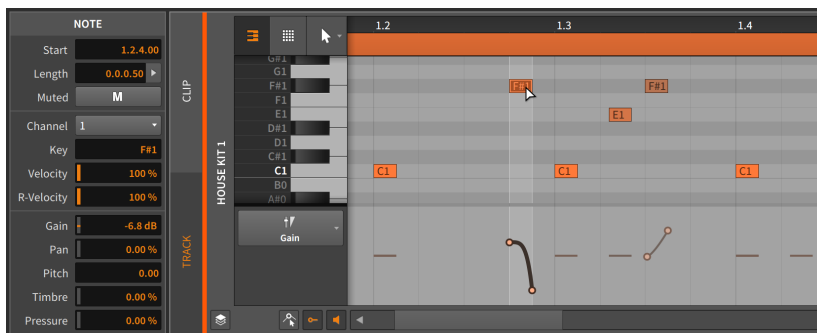 NOTE
Start 1.2.4.00
Length 0.0.0.50
Muted M
Channel 1
Key F#1
Velocity 100 %
R-Velocity 100 %
Gain -6.8 dB
Pan 0.00 %
Pitch 0.00
Timbre 0.00 %
Pressure 0.00 %
CLIP
TRACK
HOUSE KIT 1
1.2 1.3 1.4
G#1
G1
F#1 F#1 F#1
F1
E1 E1
D#1
D1
C#1
C1 C1 C1 C1
B0
A#0
Gain